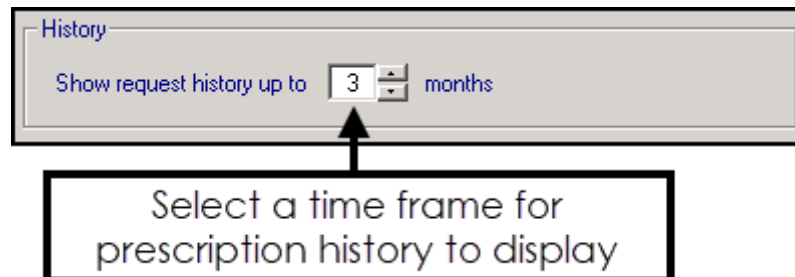 History
Show request history up to 3 months
Select a time frame for
prescription history to display